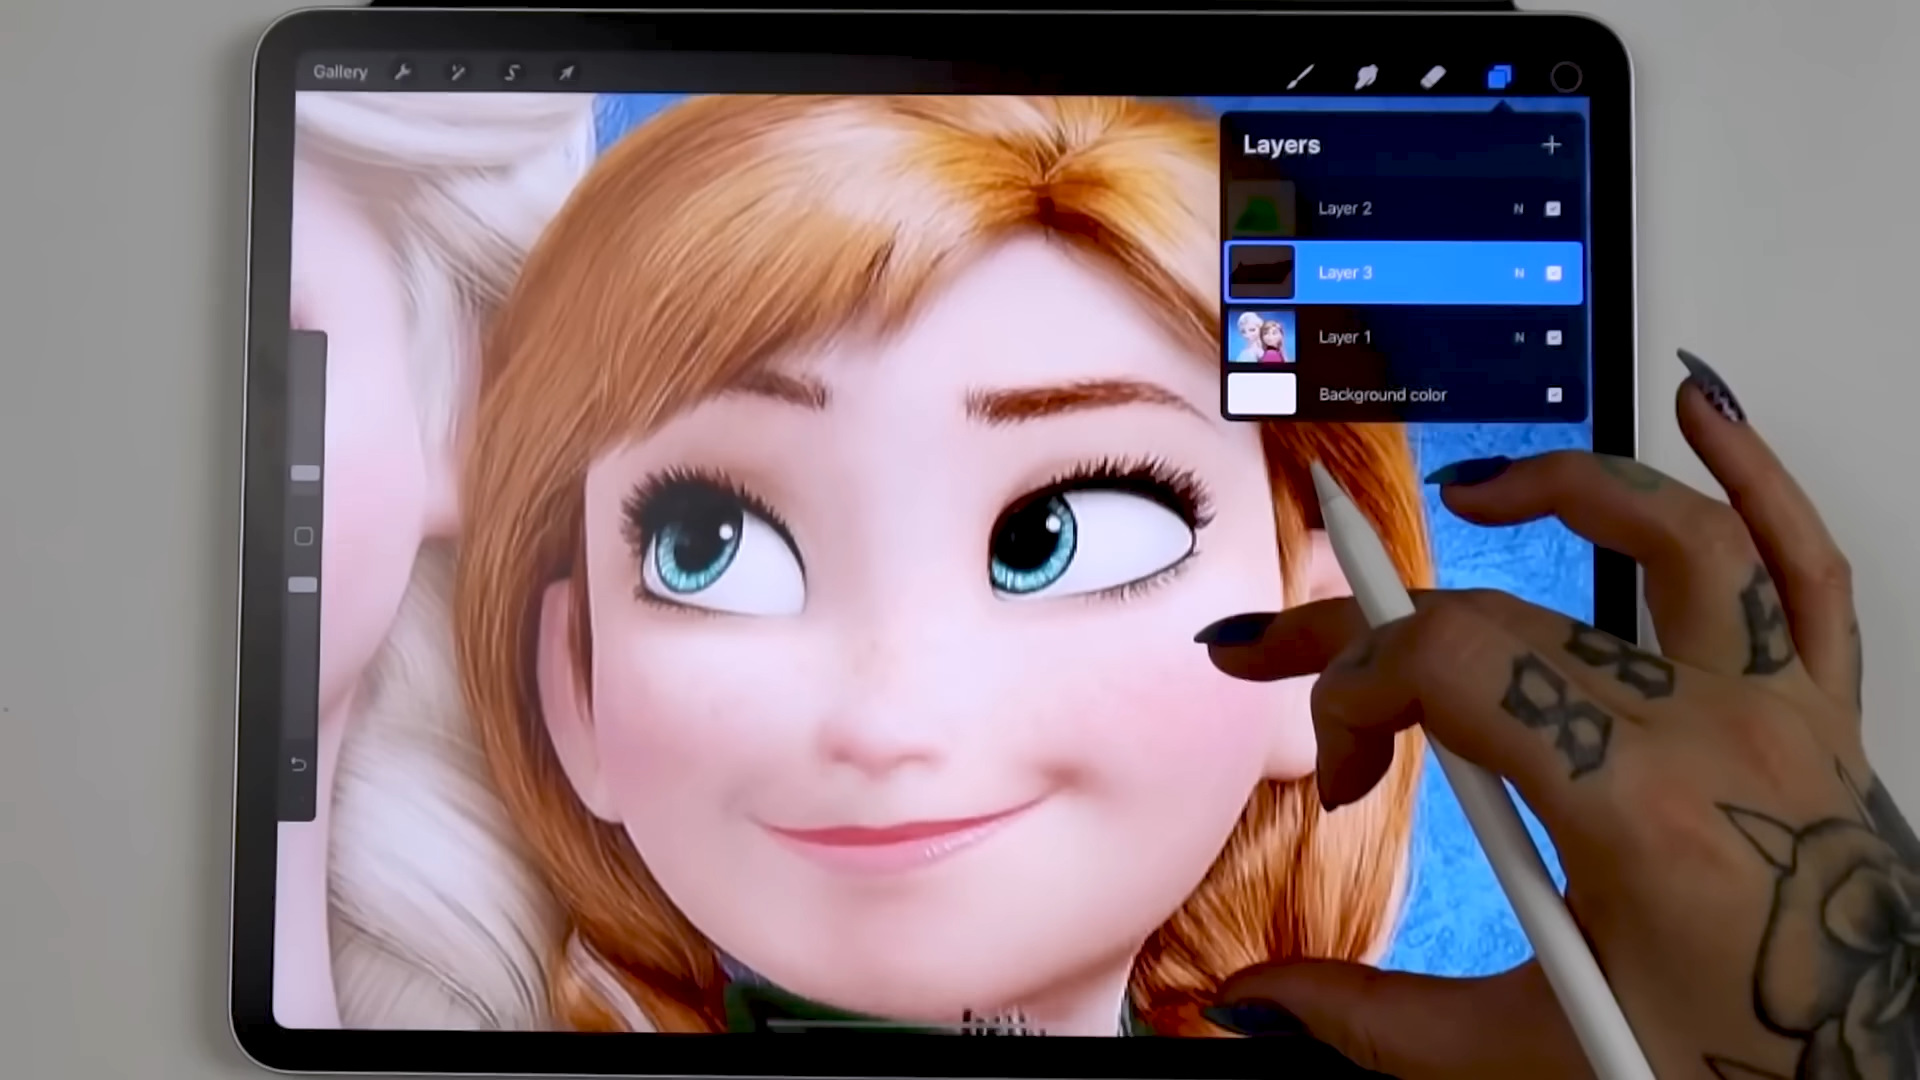 Gallery
Layers
Layer 2 N
Layer 3 N
Layer 1 N
Background color